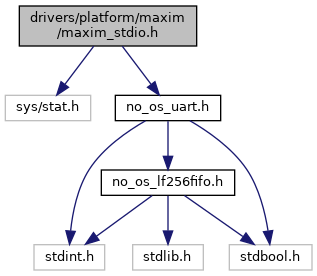 drivers/platform/maxim
/maxim_stdio.h
sys/stat.h
no_os_uart.h
no_os_lf256fifo.h
stdint.h
stdlib.h
stdbool.h